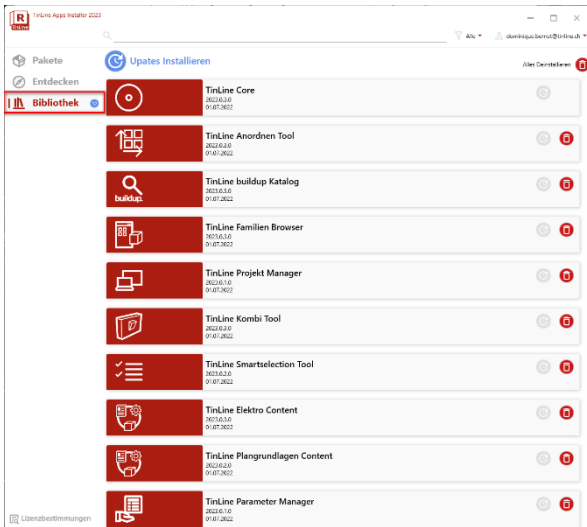 TinLine Apps Installer 2023
R
TinLine
Alle
dominique.bernet@tinline.ch
Pakete
Entdecken
Bibliothek
Upates Installieren
Alles Deinstallieren
TinLine Core
2023.0.3.0
01.07.2022
TinLine Anordnen Tool
2023.0.3.0
01.07.2022
buildup.
TinLine buildup Katalog
2023.0.3.0
01.07.2022
TinLine Familien Browser
2023.0.3.0
01.07.2022
TinLine Projekt Manager
2023.0.1.0
01.07.2022
TinLine Kombi Tool
2023.0.3.0
01.07.2022
TinLine Smartselection Tool
2023.0.2.0
01.07.2022
TinLine Elektro Content
2023.0.3.0
01.07.2022
TinLine Plangrundlagen Content
2023.0.2.0
01.07.2022
TinLine Parameter Manager
2023.0.1.0
01.07.2022
Lizenzbestimmungen